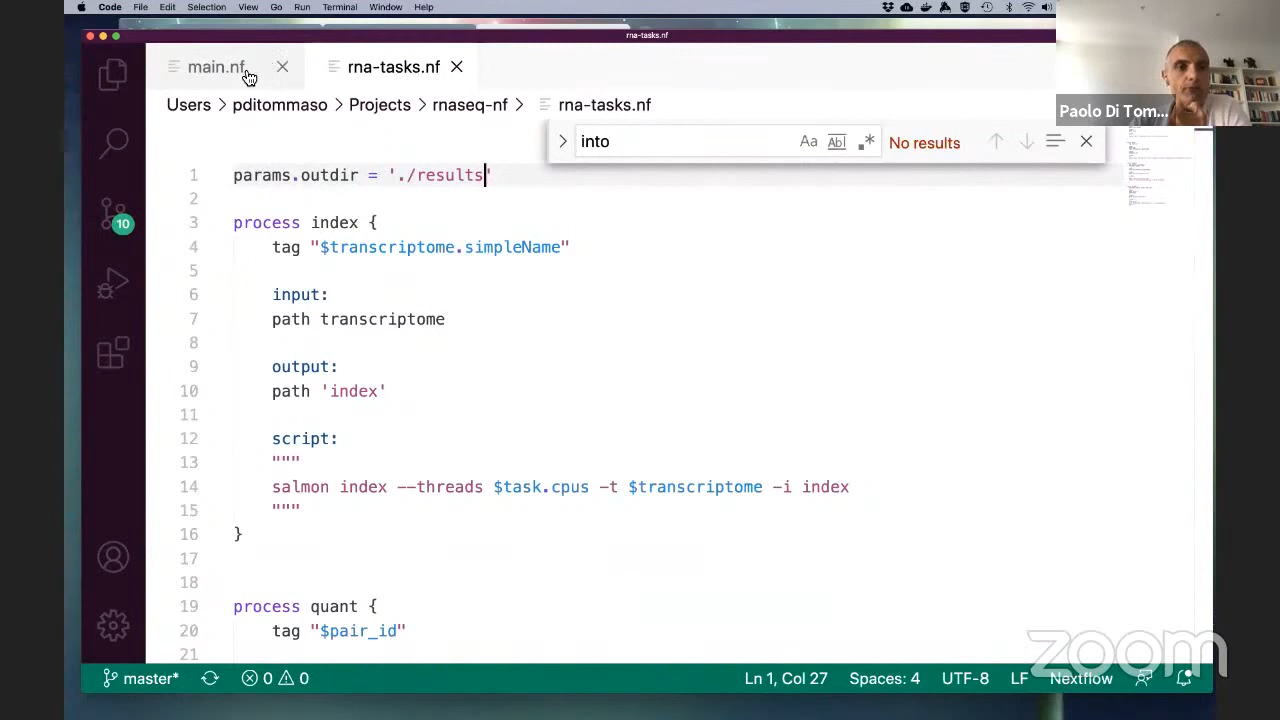 Code File Edit Selection View Go Run Terminal Window Help
rna-tasks.nf
main.nf
rna-tasks.nf
Users > pditommaso > Projects > rnaseq-nf > rna-tasks.nf
Paolo Di Tom...
into
Aa
No results
10
1 params.outdir = './results'
2
3 process index {
4 tag "$transcriptome.simpleName"
5
6 input:
7 path transcriptome
8
9 output:
10 path 'index'
11
12 script:
13 """
14 salmon index --threads $task.cpus -t $transcriptome -i index
15 """
16 }
17
18
19 process quant {
20 tag "$pair_id"
21
zoom
master* 0 0 Ln 1, Col 27 Spaces: 4 UTF-8 LF Nextflow